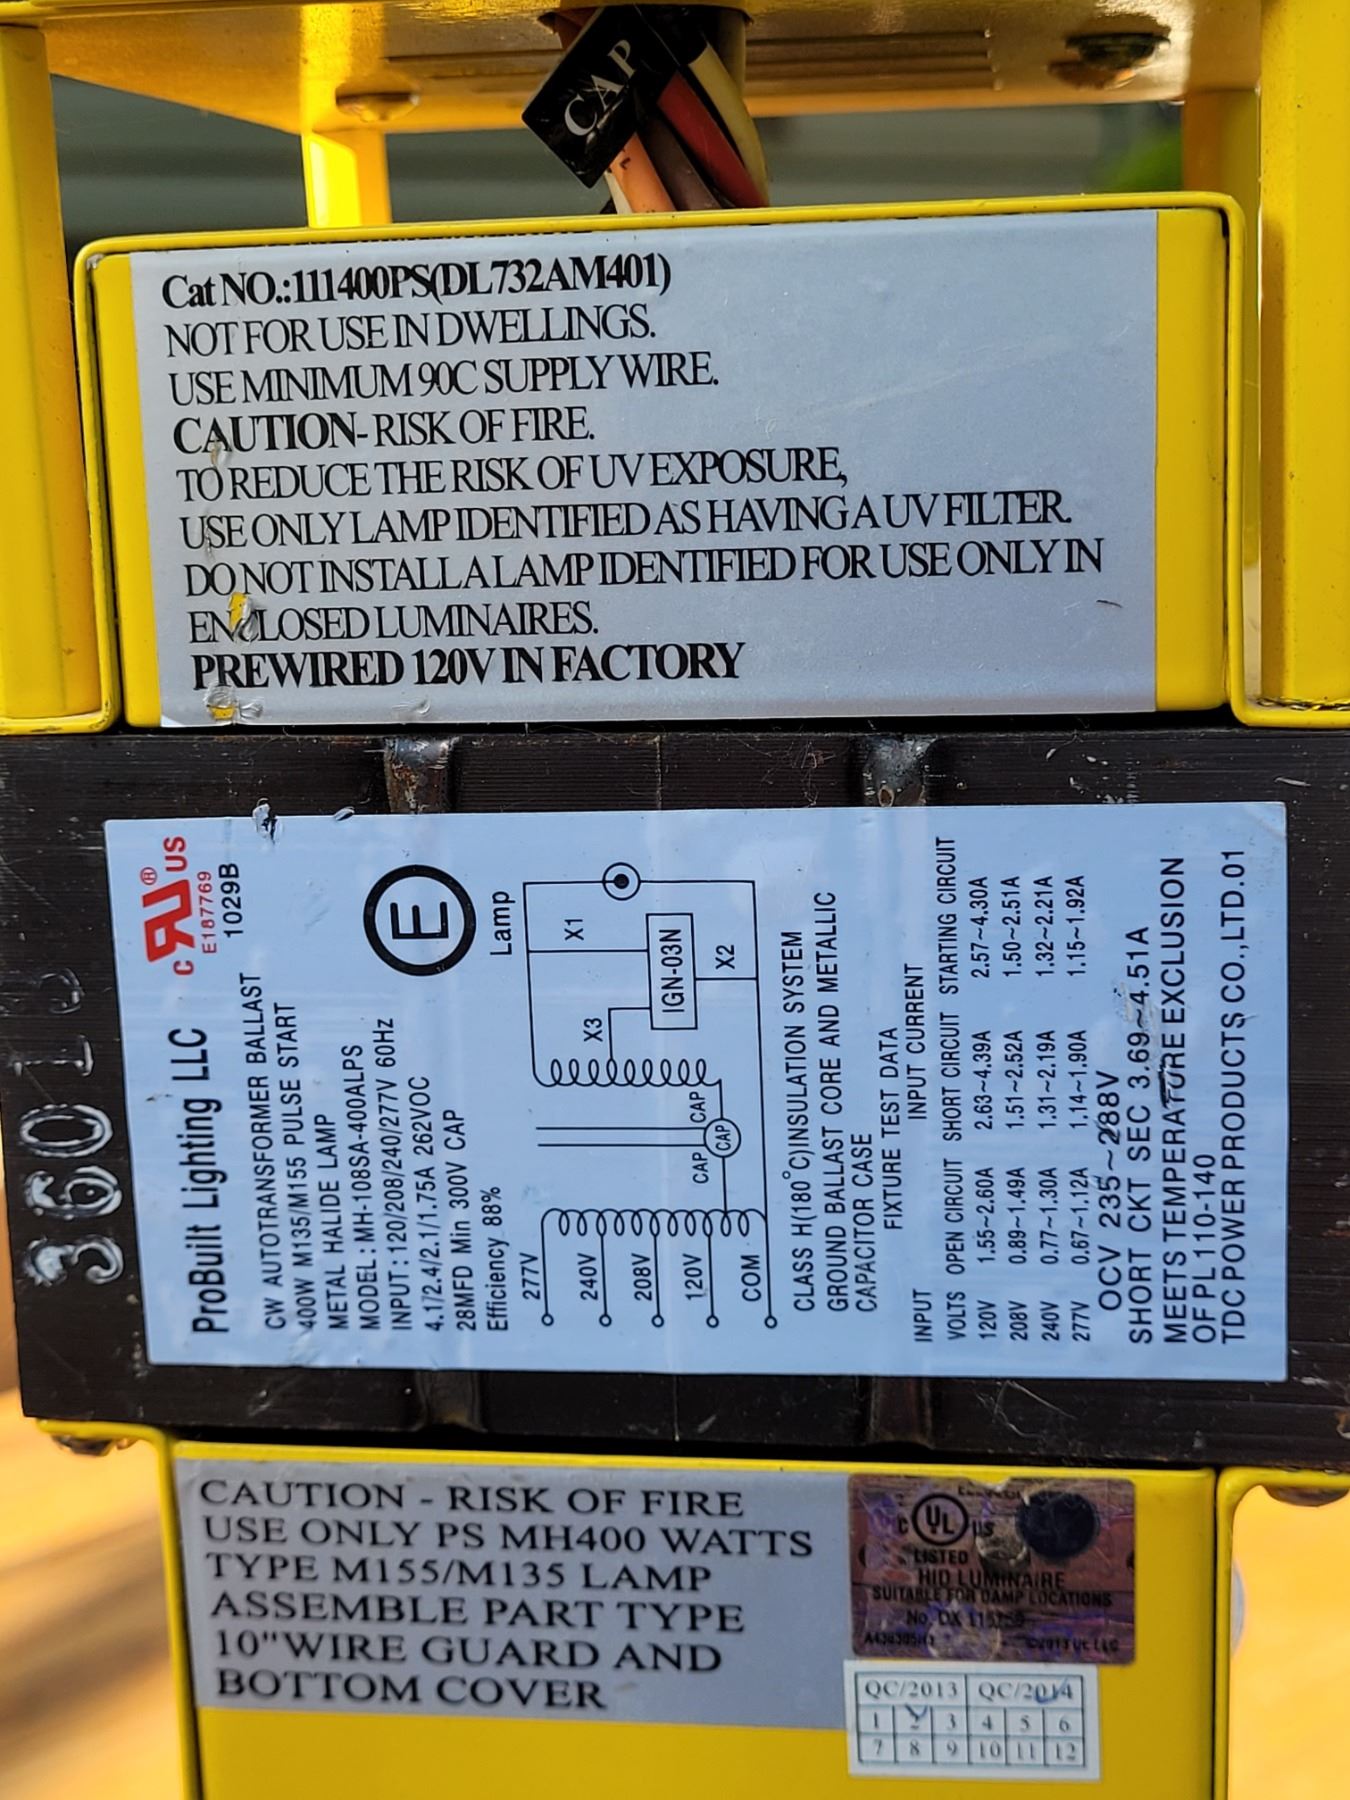 CAP
Cat NO.:111400PS(DL732AM401)
NOT FOR USE IN DWELLINGS.
USE MINIMUM 90C SUPPLY WIRE.
CAUTION-RISK OF FIRE.
TO REDUCE THE RISK OF UV EXPOSURE,
USE ONLY LAMP IDENTIFIED AS HAVING A UV FILTER.
DO NOT INSTALL A LAMP IDENTIFIED FOR USE ONLY IN
ENCLOSED LUMINAIRES.
PREWIRED 120V IN FACTORY
36013
ProBuilt Lighting LLC
c RU® US
E187769
1029B
CW AUTOTRANSFORMER BALLAST
400W M135/M155 PULSE START
METAL HALIDE LAMP
MODEL : MH-108SA-400ALPS
INPUT : 120/208/240/277V 60Hz
4.1/2.4/2.1/1.75A 262VOC
28MFD Min 300V CAP
Efficiency 88%
E
Lamp
277V
240V
208V
120V
COM
CAP
CAP
CAP
X3
X1
X2
IGN-03N
CLASS H(180°C)INSULATION SYSTEM
GROUND BALLAST CORE AND METALLIC
CAPACITOR CASE
FIXTURE TEST DATA
INPUT INPUT CURRENT
VOLTS OPEN CIRCUIT SHORT CIRCUIT STARTING CIRCUIT
120V 1.55~2.60A 2.63~4.39A 2.57~4.30A
208V 0.89~1.49A 1.51~2.52A 1.50~2.51A
240V 0.77~1.30A 1.31~2.19A 1.32~2.21A
277V 0.67~1.12A 1.14~1.90A 1.15~1.92A
OCV 235~288V
SHORT CKT SEC 3.69~4.51A
MEETS TEMPERATURE EXCLUSION
OF PL 110-140
TDC POWER PRODUCTS CO.,LTD.01
CAUTION - RISK OF FIRE
USE ONLY PS MH400 WATTS
TYPE M155/M135 LAMP
ASSEMBLE PART TYPE
10"WIRE GUARD AND
BOTTOM COVER
C UL US
LISTED
HID LUMINAIRE
SUITABLE FOR DAMP LOCATIONS
No. DX
©2013 UL LLC
QC/2013 QC/2014
1 2 3 4 5 6
7 8 9 10 11 12